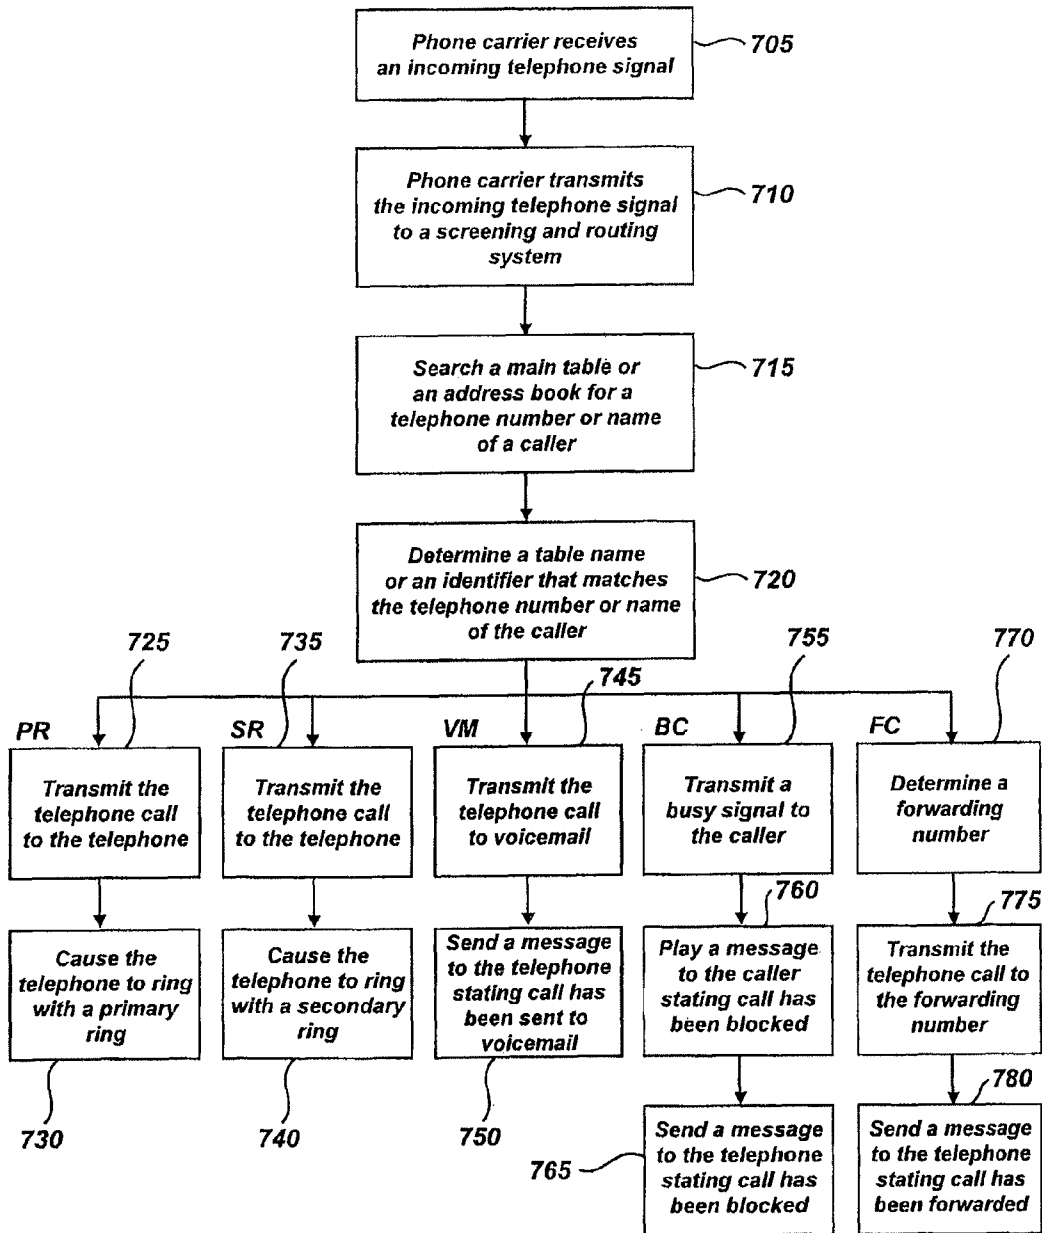 Phone carrier receives
an incoming telephone signal
705
Phone carrier transmits
the incoming telephone signal
to a screening and routing
system
710
Search a main table or
an address book for a
telephone number or name
of a caller
715
Determine a table name
or an identifier that matches
the telephone number or name
of the caller
720
PR
725
Transmit the
telephone call
to the telephone
Cause the
telephone to ring
with a primary
ring
730
SR
735
Transmit the
telephone call
to the telephone
Cause the
telephone to ring
with a secondary
ring
740
VM
745
Transmit the
telephone call
to voicemail
Send a message
to the telephone
stating call has
been sent to
voicemail
750
BC
755
Transmit a
busy signal to
the caller
760
Play a message
to the caller
stating call has
been blocked
Send a message
to the telephone
stating call has
been blocked
765
FC
770
Determine a
forwarding
number
775
Transmit the
telephone call to
the forwarding
number
780
Send a message
to the telephone
stating call has
been forwarded